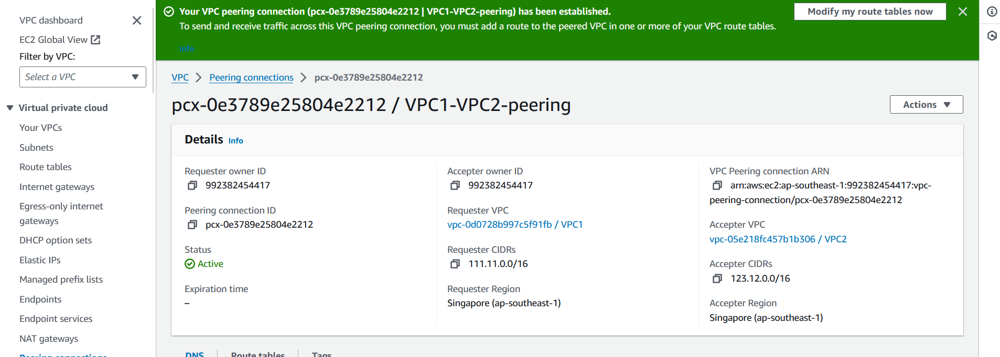 VPC dashboard
EC2 Global View
Filter by VPC:
Select a VPC
Virtual private cloud
Your VPCs
Subnets
Route tables
Internet gateways
Egress-only internet
gateways
DHCP option sets
Elastic IPs
Managed prefix lists
Endpoints
Endpoint services
NAT gateways
Peering connections
Your VPC peering connection (pcx-0e3789e25804e2212 | VPC1-VPC2-peering) has been established.
To send and receive traffic across this VPC peering connection, you must add a route to the peered VPC in one or more of your VPC route tables.
Info
Modify my route tables now
VPC > Peering connections > pcx-0e3789e25804e2212
pcx-0e3789e25804e2212 / VPC1-VPC2-peering
Actions
Details Info
Requester owner ID
992382454417
Peering connection ID
pcx-0e3789e25804e2212
Status
Active
Expiration time
–
Accepter owner ID
992382454417
Requester VPC
vpc-0d0728b997c5f91fb / VPC1
Requester CIDRs
111.11.0.0/16
Requester Region
Singapore (ap-southeast-1)
VPC Peering connection ARN
arn:aws:ec2:ap-southeast-1:992382454417:vpc-
peering-connection/pcx-0e3789e25804e2212
Accepter VPC
vpc-05e218fc457b1b306 / VPC2
Accepter CIDRs
123.12.0.0/16
Accepter Region
Singapore (ap-southeast-1)
DNS
Route tables
Tags